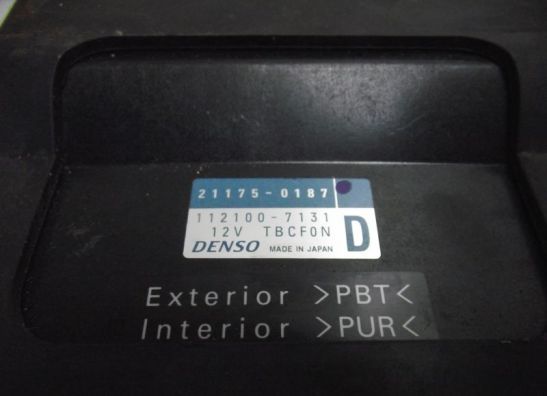 21175-0187
112100-7131
12V TBCF0N D
DENSO MADE IN JAPAN
Exterior >PBT<
Interior >PUR<